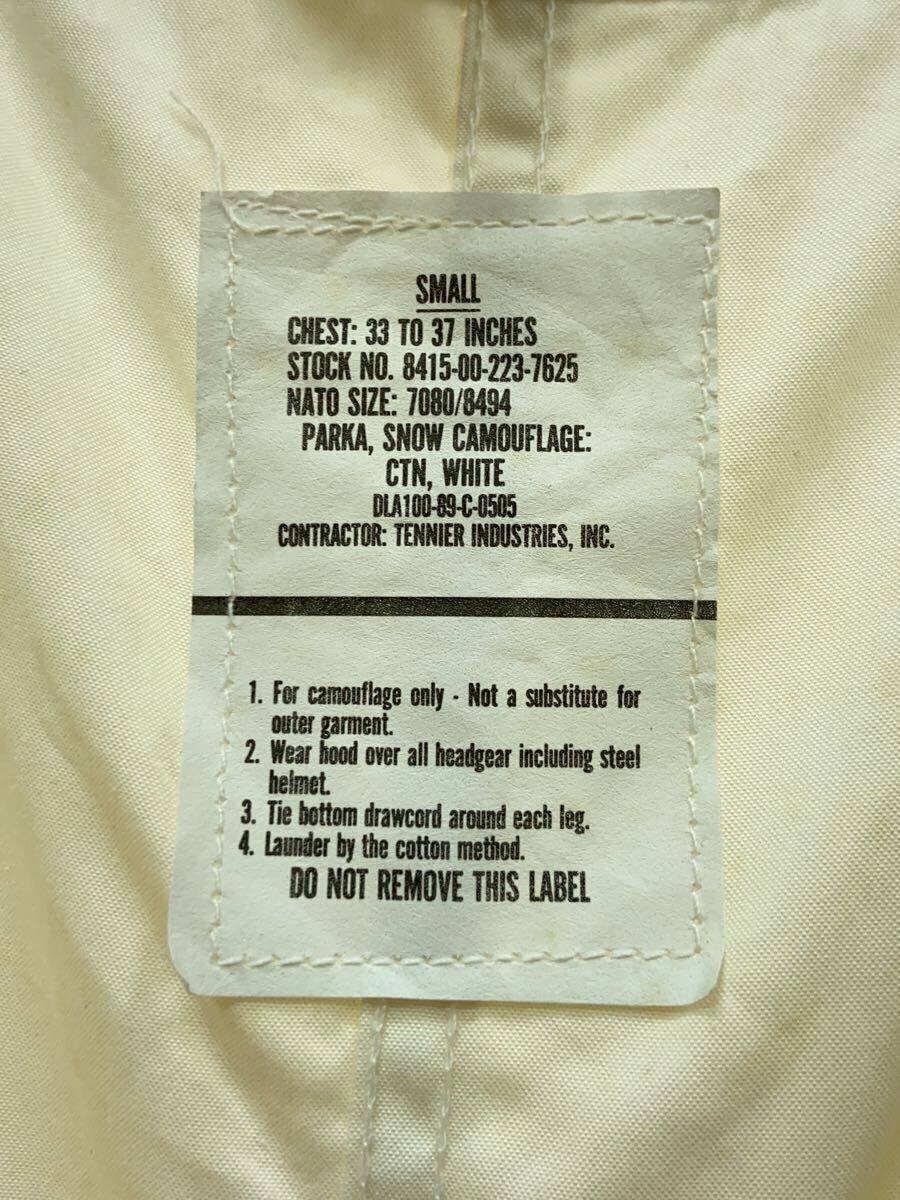 SMALL
CHEST: 33 TO 37 INCHES
STOCK NO. 8415-00-223-7625
NATO SIZE: 7080/8494
PARKA, SNOW CAMOUFLAGE:
CTN, WHITE
DLA100-89-C-0505
CONTRACTOR: TENNIER INDUSTRIES, INC.
1. For camouflage only - Not a substitute for
outer garment.
2. Wear hood over all headgear including steel
helmet.
3. Tie bottom drawcord around each leg.
4. Launder by the cotton method.
DO NOT REMOVE THIS LABEL